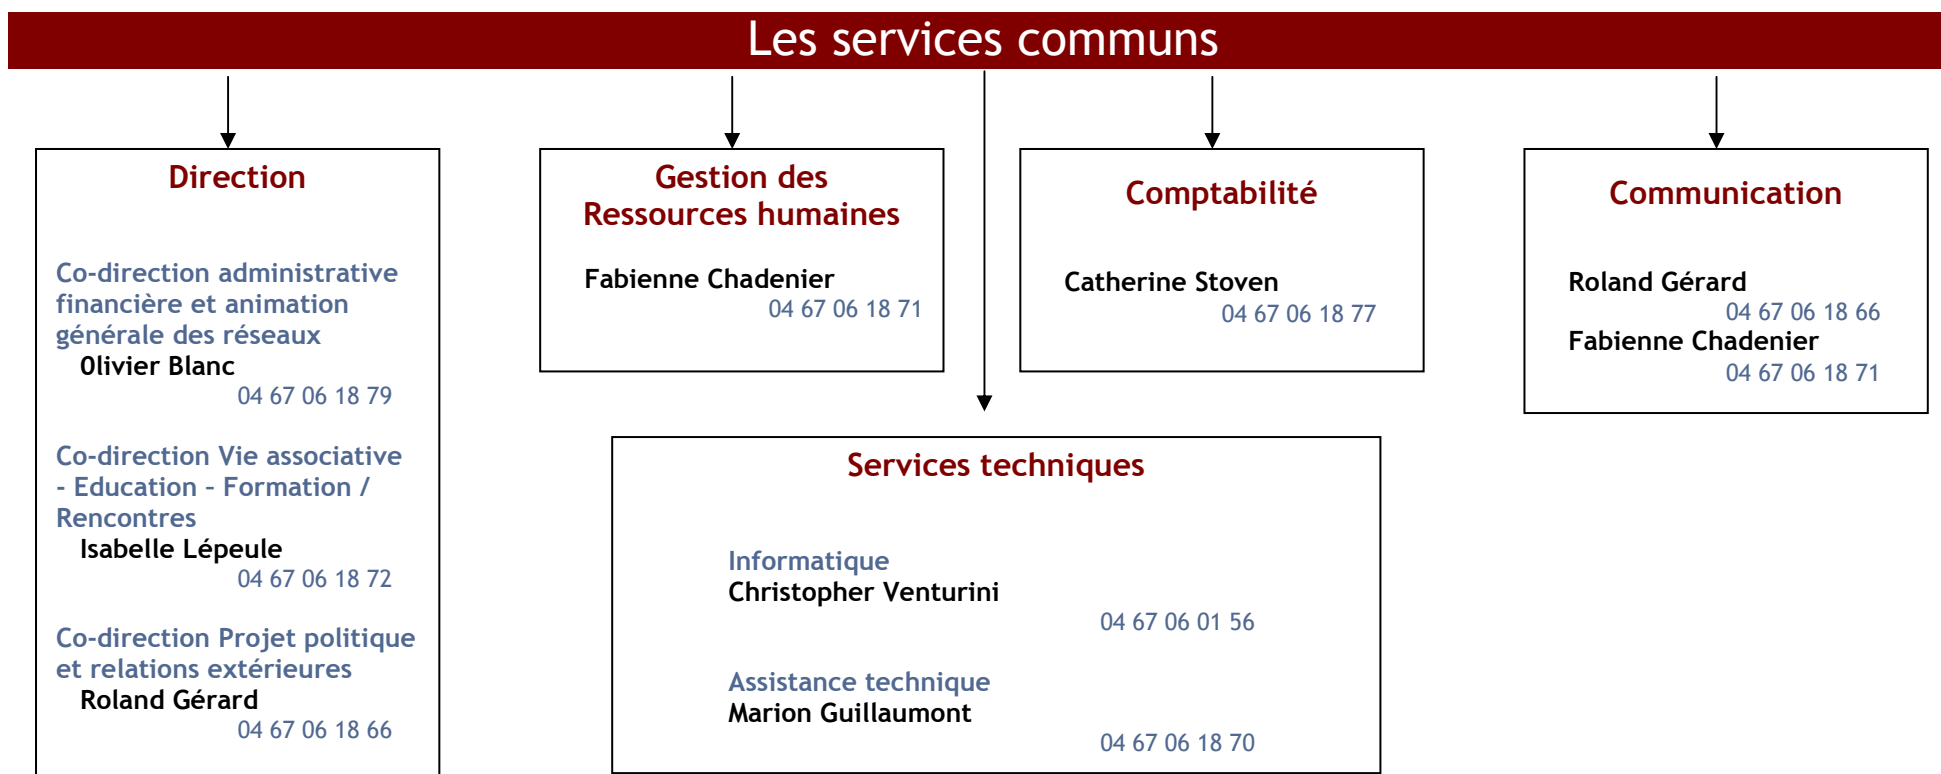 Les services communs
Direction
Co-direction administrative
financière et animation
générale des réseaux
0livier Blanc
04 67 06 18 79
Co-direction Vie associative
- Education – Formation /
Rencontres
Isabelle Lépeule
04 67 06 18 72
Co-direction Projet politique
et relations extérieures
Roland Gérard
04 67 06 18 66
Gestion des
Ressources humaines
Fabienne Chadenier
04 67 06 18 71
Comptabilité
Catherine Stoven
04 67 06 18 77
Communication
Roland Gérard
04 67 06 18 66
Fabienne Chadenier
04 67 06 18 71
Services techniques
Informatique
Christopher Venturini
04 67 06 01 56
Assistance technique
Marion Guillaumont
04 67 06 18 70